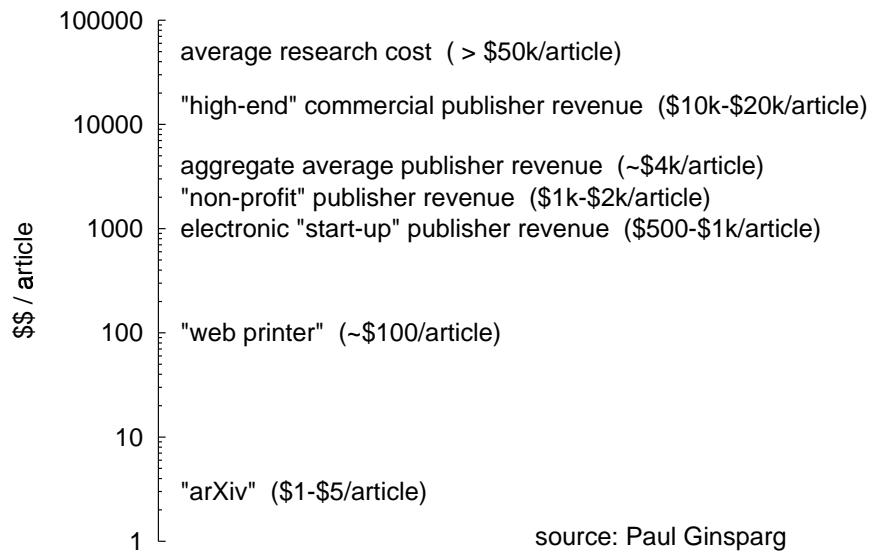 100000
average research cost ( > $50k/article)
"high-end" commercial publisher revenue ($10k-$20k/article)
10000
aggregate average publisher revenue (~$4k/article)
"non-profit" publisher revenue ($1k-$2k/article)
1000
electronic "start-up" publisher revenue ($500-$1k/article)
$$ / article
100
"web printer" (~$100/article)
10
"arXiv" ($1-$5/article)
1
source: Paul Ginsparg